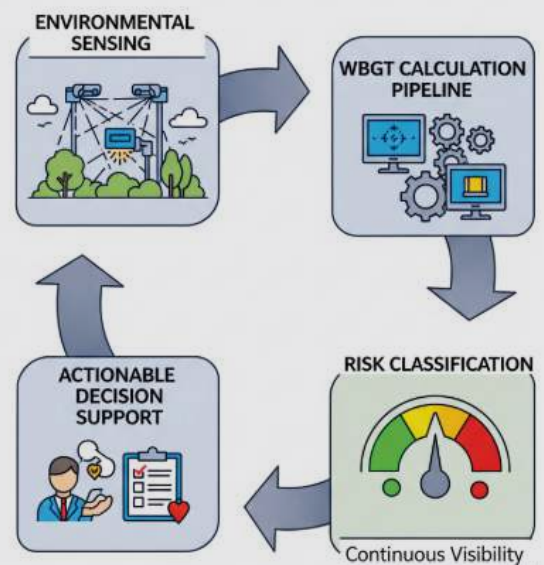 ENVIRONMENTAL
SENSING
WBGT CALCULATION
PIPELINE
RISK CLASSIFICATION
Continuous Visibility
ACTIONABLE
DECISION
SUPPORT